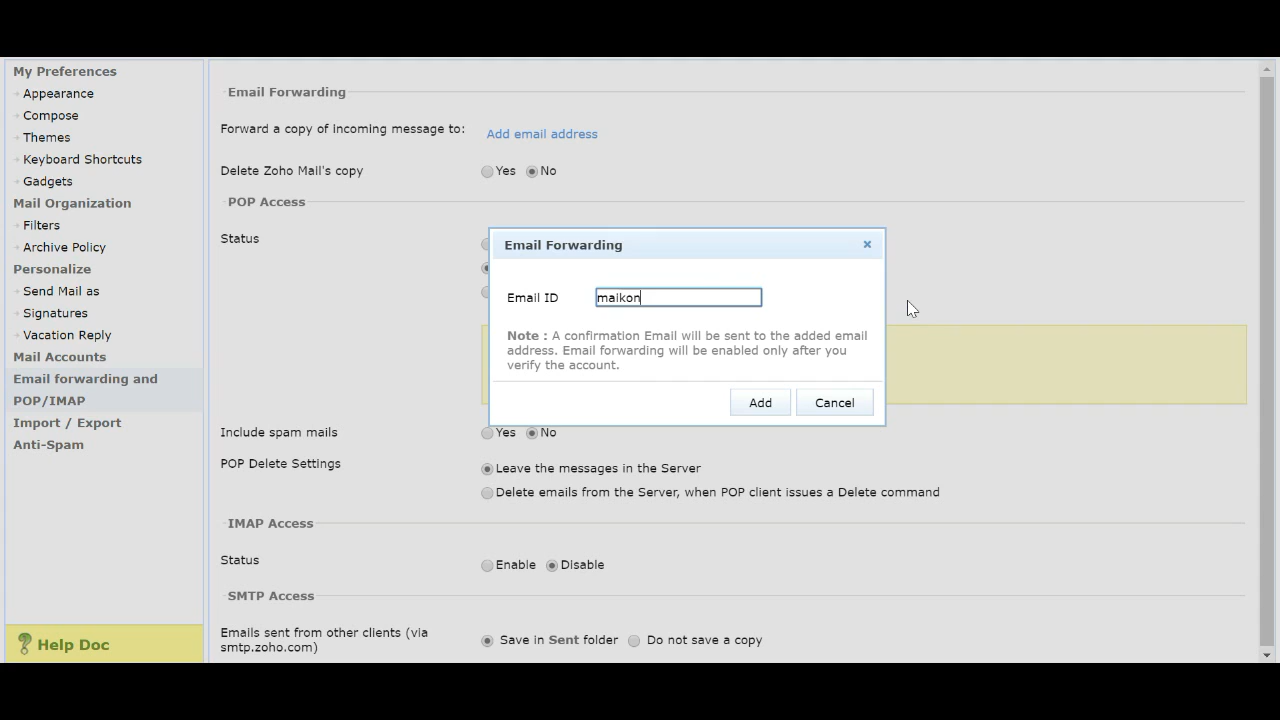 My Preferences
Appearance
Compose
Themes
Keyboard Shortcuts
Gadgets
Mail Organization
Filters
Archive Policy
Personalize
Send Mail as
Signatures
Vacation Reply
Mail Accounts
Email forwarding and
POP/IMAP
Import / Export
Anti-Spam
Help Doc
Email Forwarding
Forward a copy of incoming message to:
Add email address
Delete Zoho Mail's copy
Yes No
POP Access
Status
Email Forwarding
Email ID
maikon
Note : A confirmation Email will be sent to the added email
address. Email forwarding will be enabled only after you
verify the account.
Add
Cancel
Include spam mails
Yes No
POP Delete Settings
Leave the messages in the Server
Delete emails from the Server, when POP client issues a Delete command
IMAP Access
Status
Enable Disable
SMTP Access
Emails sent from other clients (via
smtp.zoho.com)
Save in Sent folder Do not save a copy